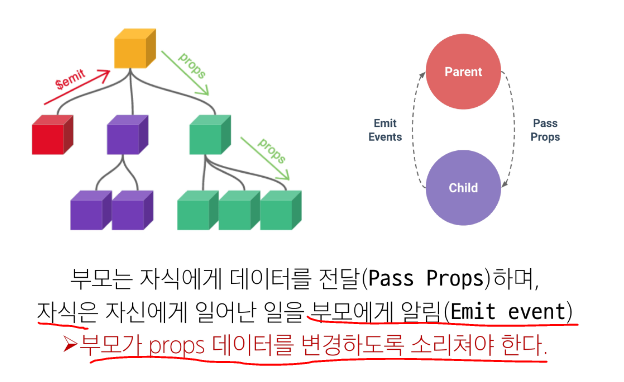 $emit
props
props
Parent
Emit
Events
Pass
Props
Child
부모는 자식에게 데이터를 전달(Pass Props)하며,
자식은 자신에게 일어난 일을 부모에게 알림(Emit event)
➢부모가 props 데이터를 변경하도록 소리쳐야 한다.